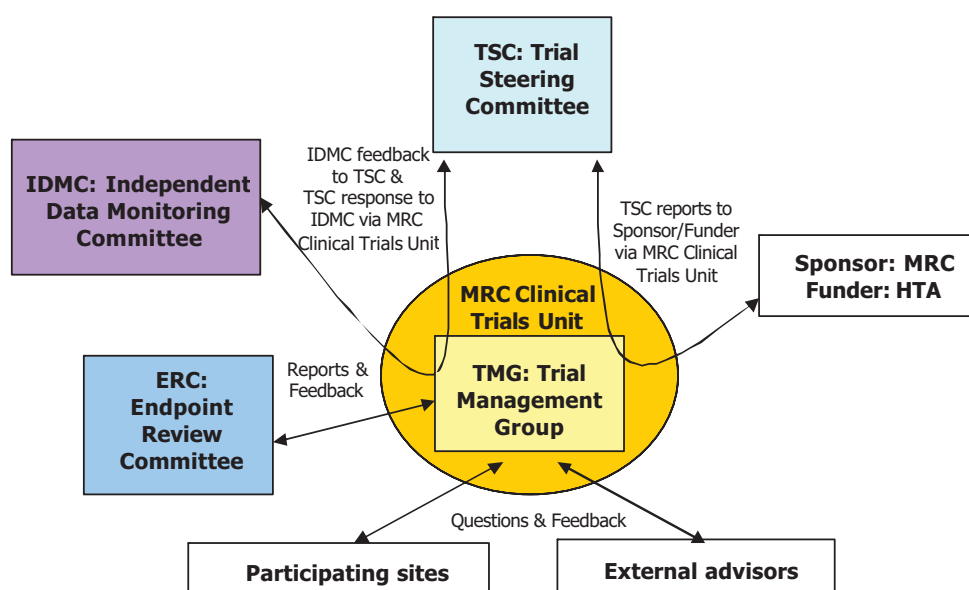 TSC: Trial
Steering
Committee
IDMC: Independent
Data Monitoring
Committee
IDMC feedback
to TSC &
TSC response to
IDMC via MRC
Clinical Trials Unit
TSC reports to
Sponsor/Funder
via MRC Clinical
Trials Unit
Sponsor: MRC
Funder: HTA
MRC Clinical
Trials Unit
TMG: Trial
Management
Group
ERC:
Endpoint
Review
Committee
Reports &
Feedback
Questions & Feedback
Participating sites
External advisors